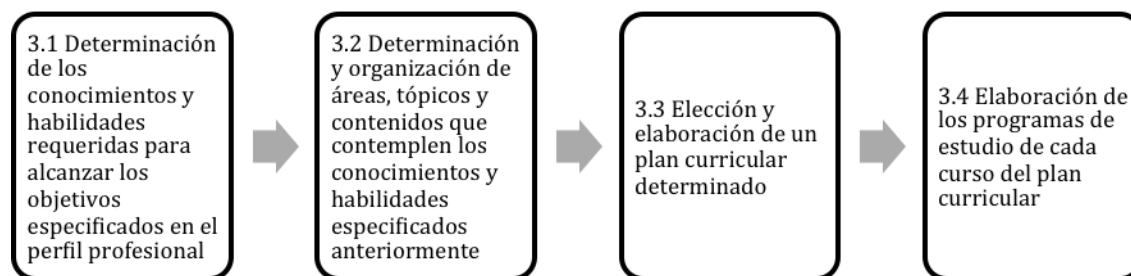 3.1 Determinación
de los
conocimientos y
habilidades
requeridas para
alcanzar los
objetivos
especificados en el
perfil profesional
3.2 Determinación
y organización de
áreas, tópicos y
contenidos que
contemplen los
conocimientos y
habilidades
especificados
anteriormente
3.3 Elección y
elaboración de un
plan curricular
determinado
3.4 Elaboración de
los programas de
estudio de cada
curso del plan
curricular